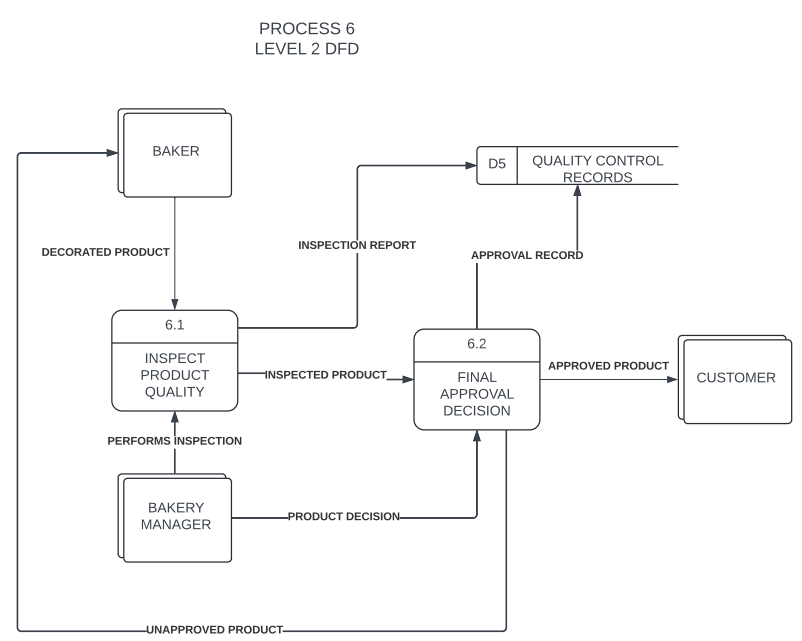 PROCESS 6
LEVEL 2 DFD
BAKER
D5
QUALITY CONTROL
RECORDS
DECORATED PRODUCT
INSPECTION REPORT
APPROVAL RECORD
6.1
INSPECT
PRODUCT
QUALITY
INSPECTED PRODUCT
6.2
FINAL
APPROVAL
DECISION
APPROVED PRODUCT
CUSTOMER
PERFORMS INSPECTION
BAKERY
MANAGER
PRODUCT DECISION
UNAPPROVED PRODUCT